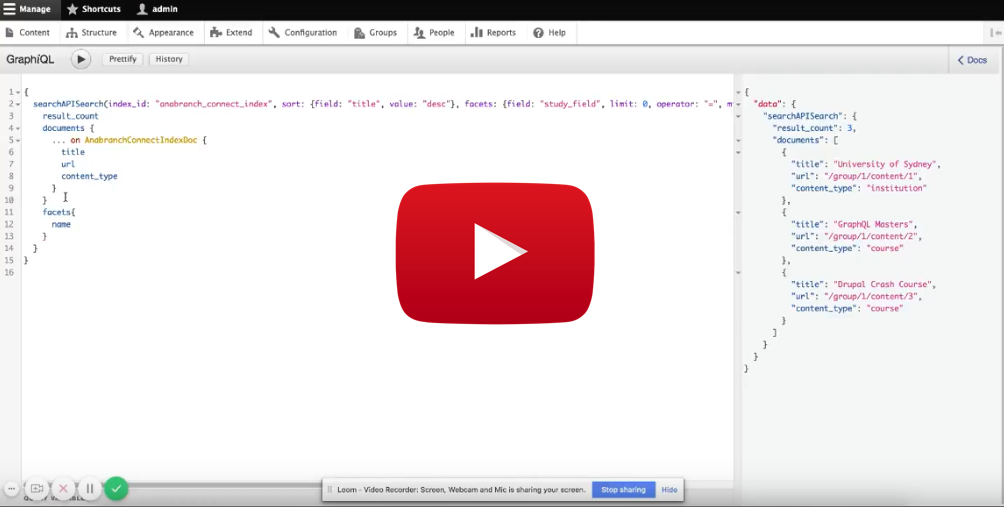 Manage Shortcuts admin
Content Structure Appearance Extend Configuration Groups People Reports Help
GraphiQL Prettify History Docs
1 {
2 searchAPISearch(index_id: "anabranch_connect_index", sort: {field: "title", value: "desc"}, facets: {field: "study_field", limit: 0, operator: "=", m
3 result_count
4 documents {
5 ... on AnabranchConnectIndexDoc {
6 title
7 url
8 content_type
9 }
10 }
11 facets{
12 name
13 }
14 }
15 }
16
{
"data": {
"searchAPISearch": {
"result_count": 3,
"documents": [
{
"title": "University of Sydney",
"url": "/group/1/content/1",
"content_type": "institution"
},
{
"title": "GraphQL Masters",
"url": "/group/1/content/2",
"content_type": "course"
},
{
"title": "Drupal Crash Course",
"url": "/group/1/content/3",
"content_type": "course"
}
]
}
}
}
Loom - Video Recorder: Screen, Webcam and Mic is sharing your screen. Stop sharing Hide